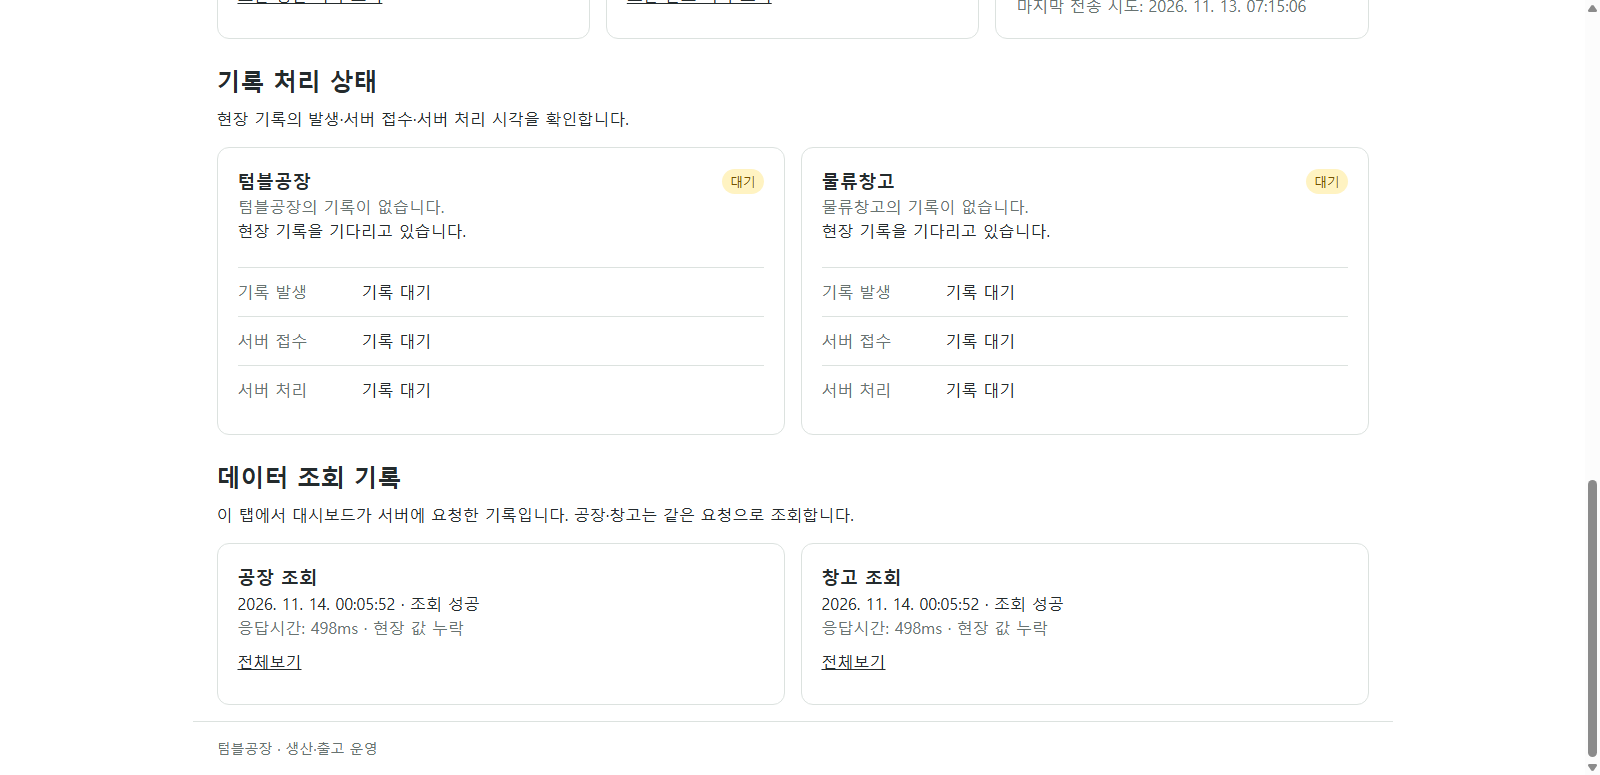 마지막 전송 시도: 2026. 11. 13. 07:15:06
기록 처리 상태
현장 기록의 발생·서버 접수·서버 처리 시각을 확인합니다.
텀블공장
대기
텀블공장의 기록이 없습니다.
현장 기록을 기다리고 있습니다.
기록 발생 기록 대기
서버 접수 기록 대기
서버 처리 기록 대기
물류창고
대기
물류창고의 기록이 없습니다.
현장 기록을 기다리고 있습니다.
기록 발생 기록 대기
서버 접수 기록 대기
서버 처리 기록 대기
데이터 조회 기록
이 탭에서 대시보드가 서버에 요청한 기록입니다. 공장·창고는 같은 요청으로 조회합니다.
공장 조회
2026. 11. 14. 00:05:52 · 조회 성공
응답시간: 498ms · 현장 값 누락
전체보기
창고 조회
2026. 11. 14. 00:05:52 · 조회 성공
응답시간: 498ms · 현장 값 누락
전체보기
텀블공장 · 생산·출고 운영